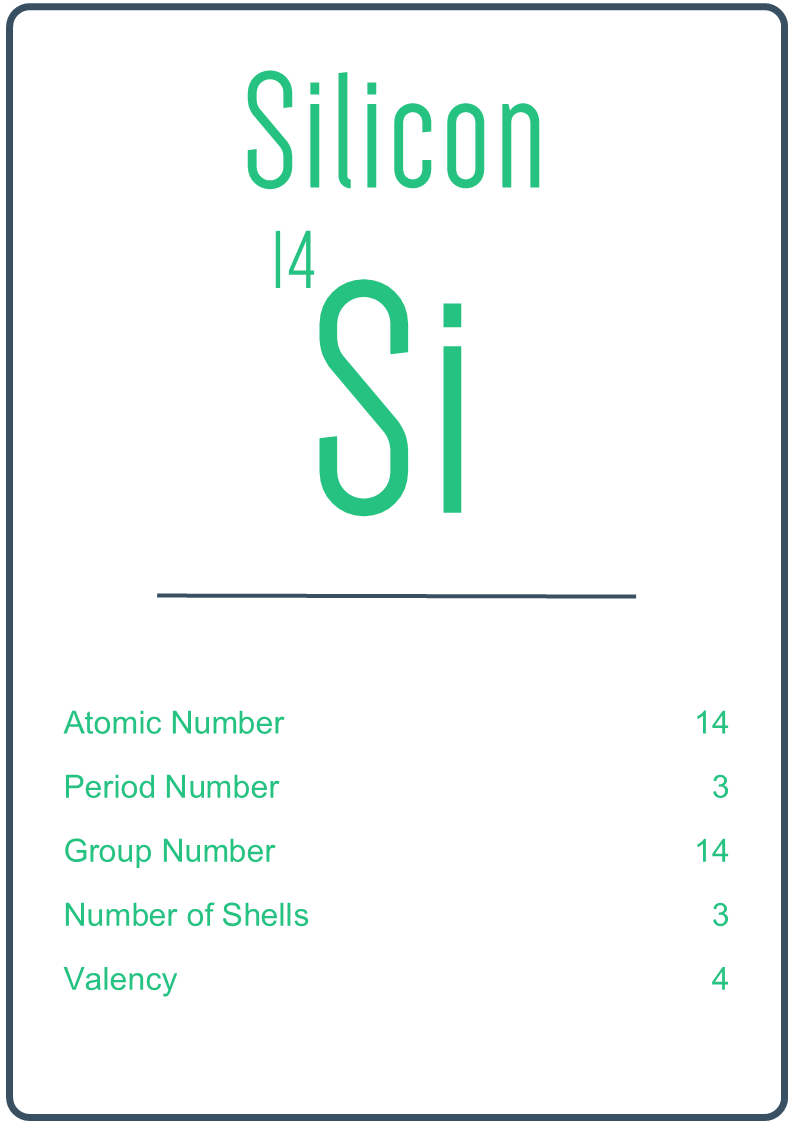 Silicon
14
Si
Atomic Number 14
Period Number 3
Group Number 14
Number of Shells 3
Valency 4